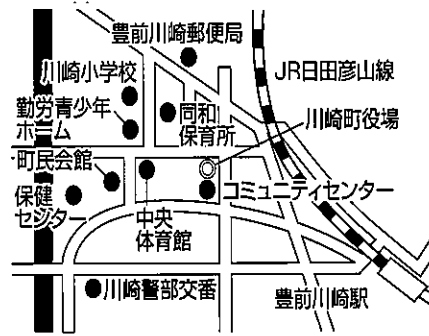 豊前川崎郵便局
川崎小学校
JR日田彦山線
勤労青少年
ホーム
同和
保育所
川崎町役場
町民会館
保健
センター
コミュニティセンター
中央
体育館
川崎警部交番
豊前川崎駅